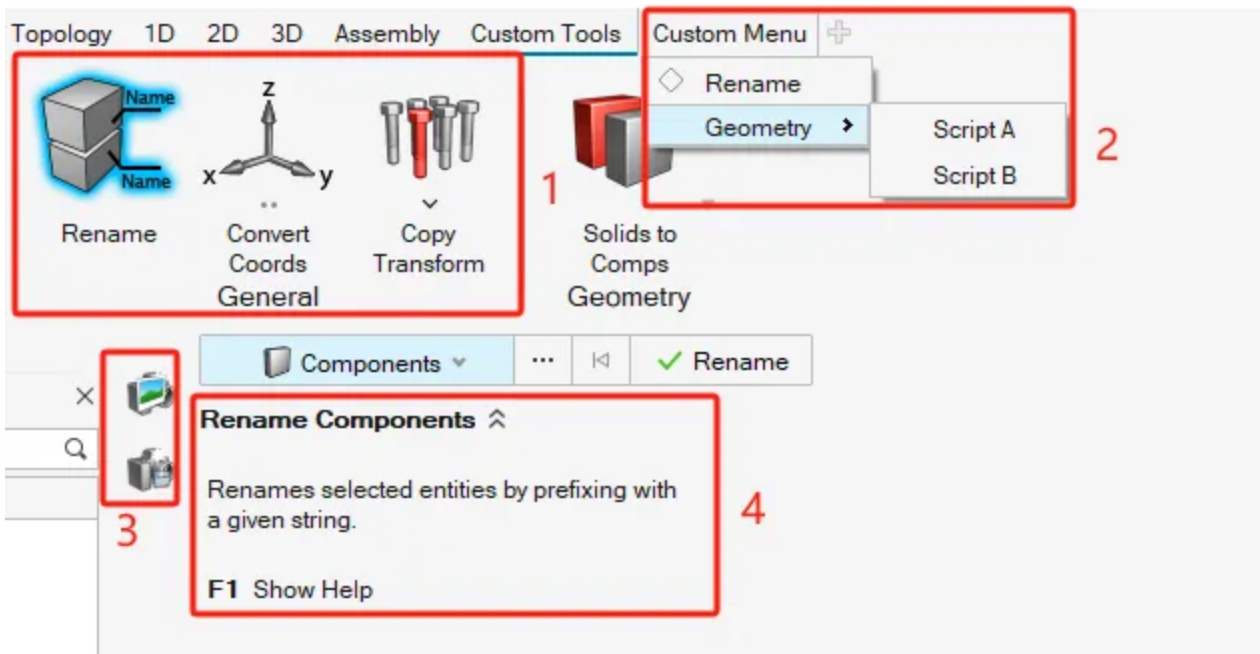 Topology 1D 2D 3D Assembly Custom Tools Custom Menu
Rename
Geometry
Script A
Script B
2
Name
Name
z
x
y
1
Rename
Convert
Coords
Copy
Transform
General
Solids to
Comps
Geometry
Components ... Rename
3
Rename Components
Renames selected entities by prefixing with
a given string.
F1 Show Help
4